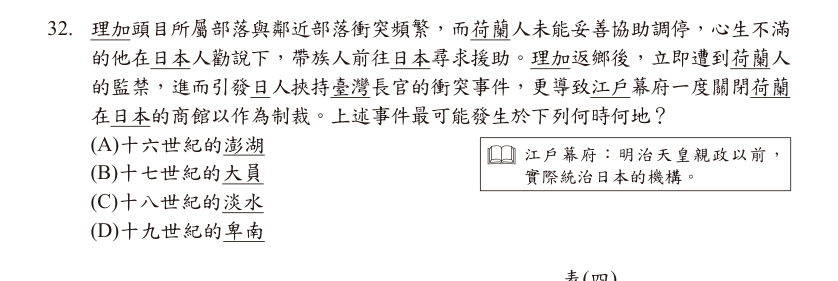 32. 理加頭目所屬部落與鄰近部落衝突頻繁，而荷蘭人未能妥善協助調停，心生不滿
的他在日本人勸說下，帶族人前往日本尋求援助。理加返鄉後，立即遭到荷蘭人
的監禁，進而引發日人挾持臺灣長官的衝突事件，更導致江戶幕府一度關閉荷蘭
在日本的商館以作為制裁。上述事件最可能發生於下列何時何地？
(A)十六世紀的澎湖
(B)十七世紀的大員
(C)十八世紀的淡水
(D)十九世紀的卑南
江戶幕府：明治天皇親政以前，
實際統治日本的機構。
表(四)